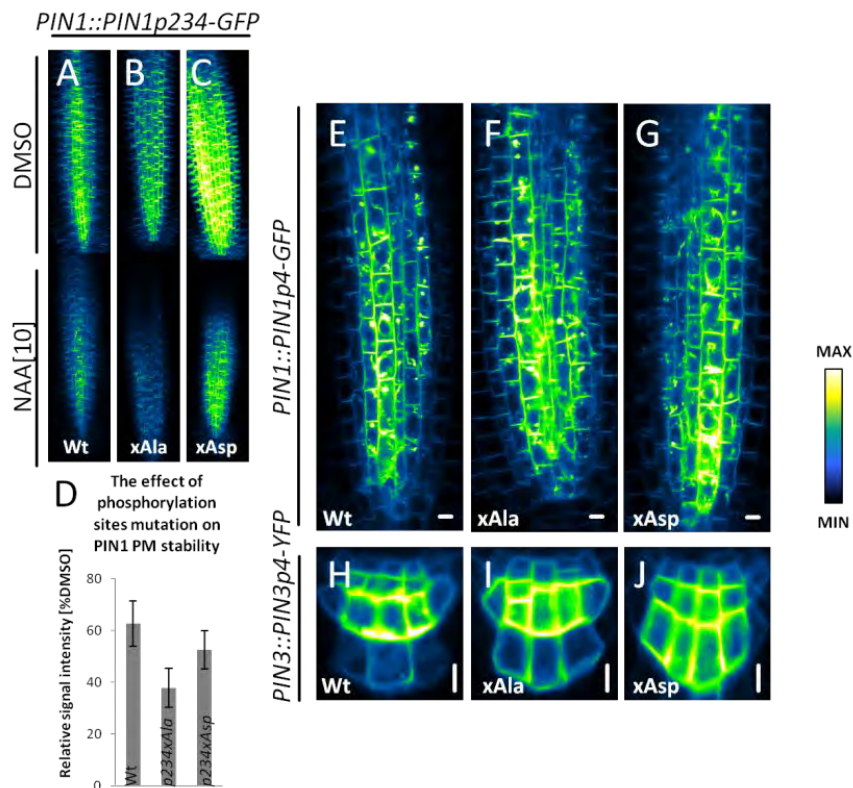 PIN1::PIN1p234-GFP
A B C
DMSO
NAA[10]
Wt xAla xAsp
D The effect of
phosphorylation
sites mutation on
PIN1 PM stability
Relative signal intensity [%DMSO]
80
60
40
20
0
Wt
p234xAla
p234xAsp
PIN1::PIN1p4-GFP
E F G
Wt xAla xAsp
PIN3::PIN3p4-YFP
H I J
Wt xAla xAsp
MAX
MIN